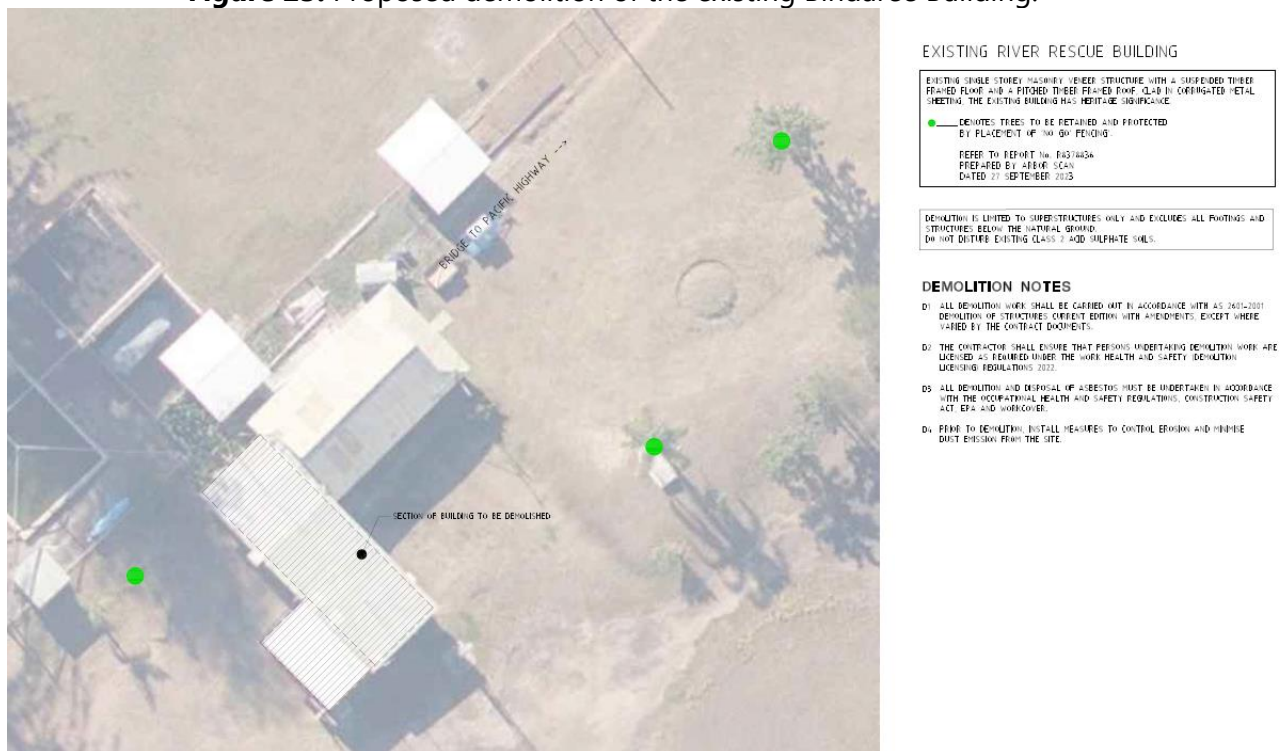 Figure 23: Proposed demolition of the existing Bindaree Building.
EXISTING RIVER RESCUE BUILDING
EXISTING SINGLE STOREY MASONRY VENEER STRUCTURE WITH A SUSPENDED TIMBER
FRAMED FLOOR AND A PITCHED TIMBER FRAMED ROOF, CLAD IN CORRUGATED METAL
SHEETING, THE EXISTING BUILDING HAS HERITAGE SIGNIFICANCE.
DENOTES TREES TO BE RETAINED AND PROTECTED
BY PLACEMENT OF 'NO GO' FENCING'.
REFER TO REPORT No. R8378836
PREPARED BY ARBOR SCAN
DATED 27 SEPTEMBER 2023
DEMOLITION IS LIMITED TO SUPERSTRUCTURES ONLY AND EXCLUDES ALL FOOTINGS AND
STRUCTURES BELOW THE NATURAL GROUND.
DO NOT DISTURB EXISTING CLASS 2 ACID SULPHATE SOILS.
DEMOLITION NOTES
D1 ALL DEMOLITION WORK SHALL BE CARRIED OUT IN ACCORDANCE WITH AS 2601-2001
DEMOLITION OF STRUCTURES CURRENT EDITION WITH AMENDMENTS, EXCEPT WHERE
VARIED BY THE CONTRACT DOCUMENTS.
D2 THE CONTRACTOR SHALL ENSURE THAT PERSONS UNDERTAKING DEMOLITION WORK ARE
LICENSED AS REQUIRED UNDER THE WORK HEALTH AND SAFETY (DEMOLITION
LICENSING) REGULATIONS 2022.
D3 ALL DEMOLITION AND DISPOSAL OF ASBESTOS MUST BE UNDERTAKEN IN ACCORDANCE
WITH THE OCCUPATIONAL HEALTH AND SAFETY REGULATIONS, CONSTRUCTION SAFETY
ACT, EPA AND WORKCOVER.
D4 PRIOR TO DEMOLITION, INSTALL MEASURES TO CONTROL EROSION AND MINIMISE
DUST EMISSION FROM THE SITE.
BRIDGE TO PACIFIC HIGHWAY -->
SECTION OF BUILDING TO BE DEMOLISHED